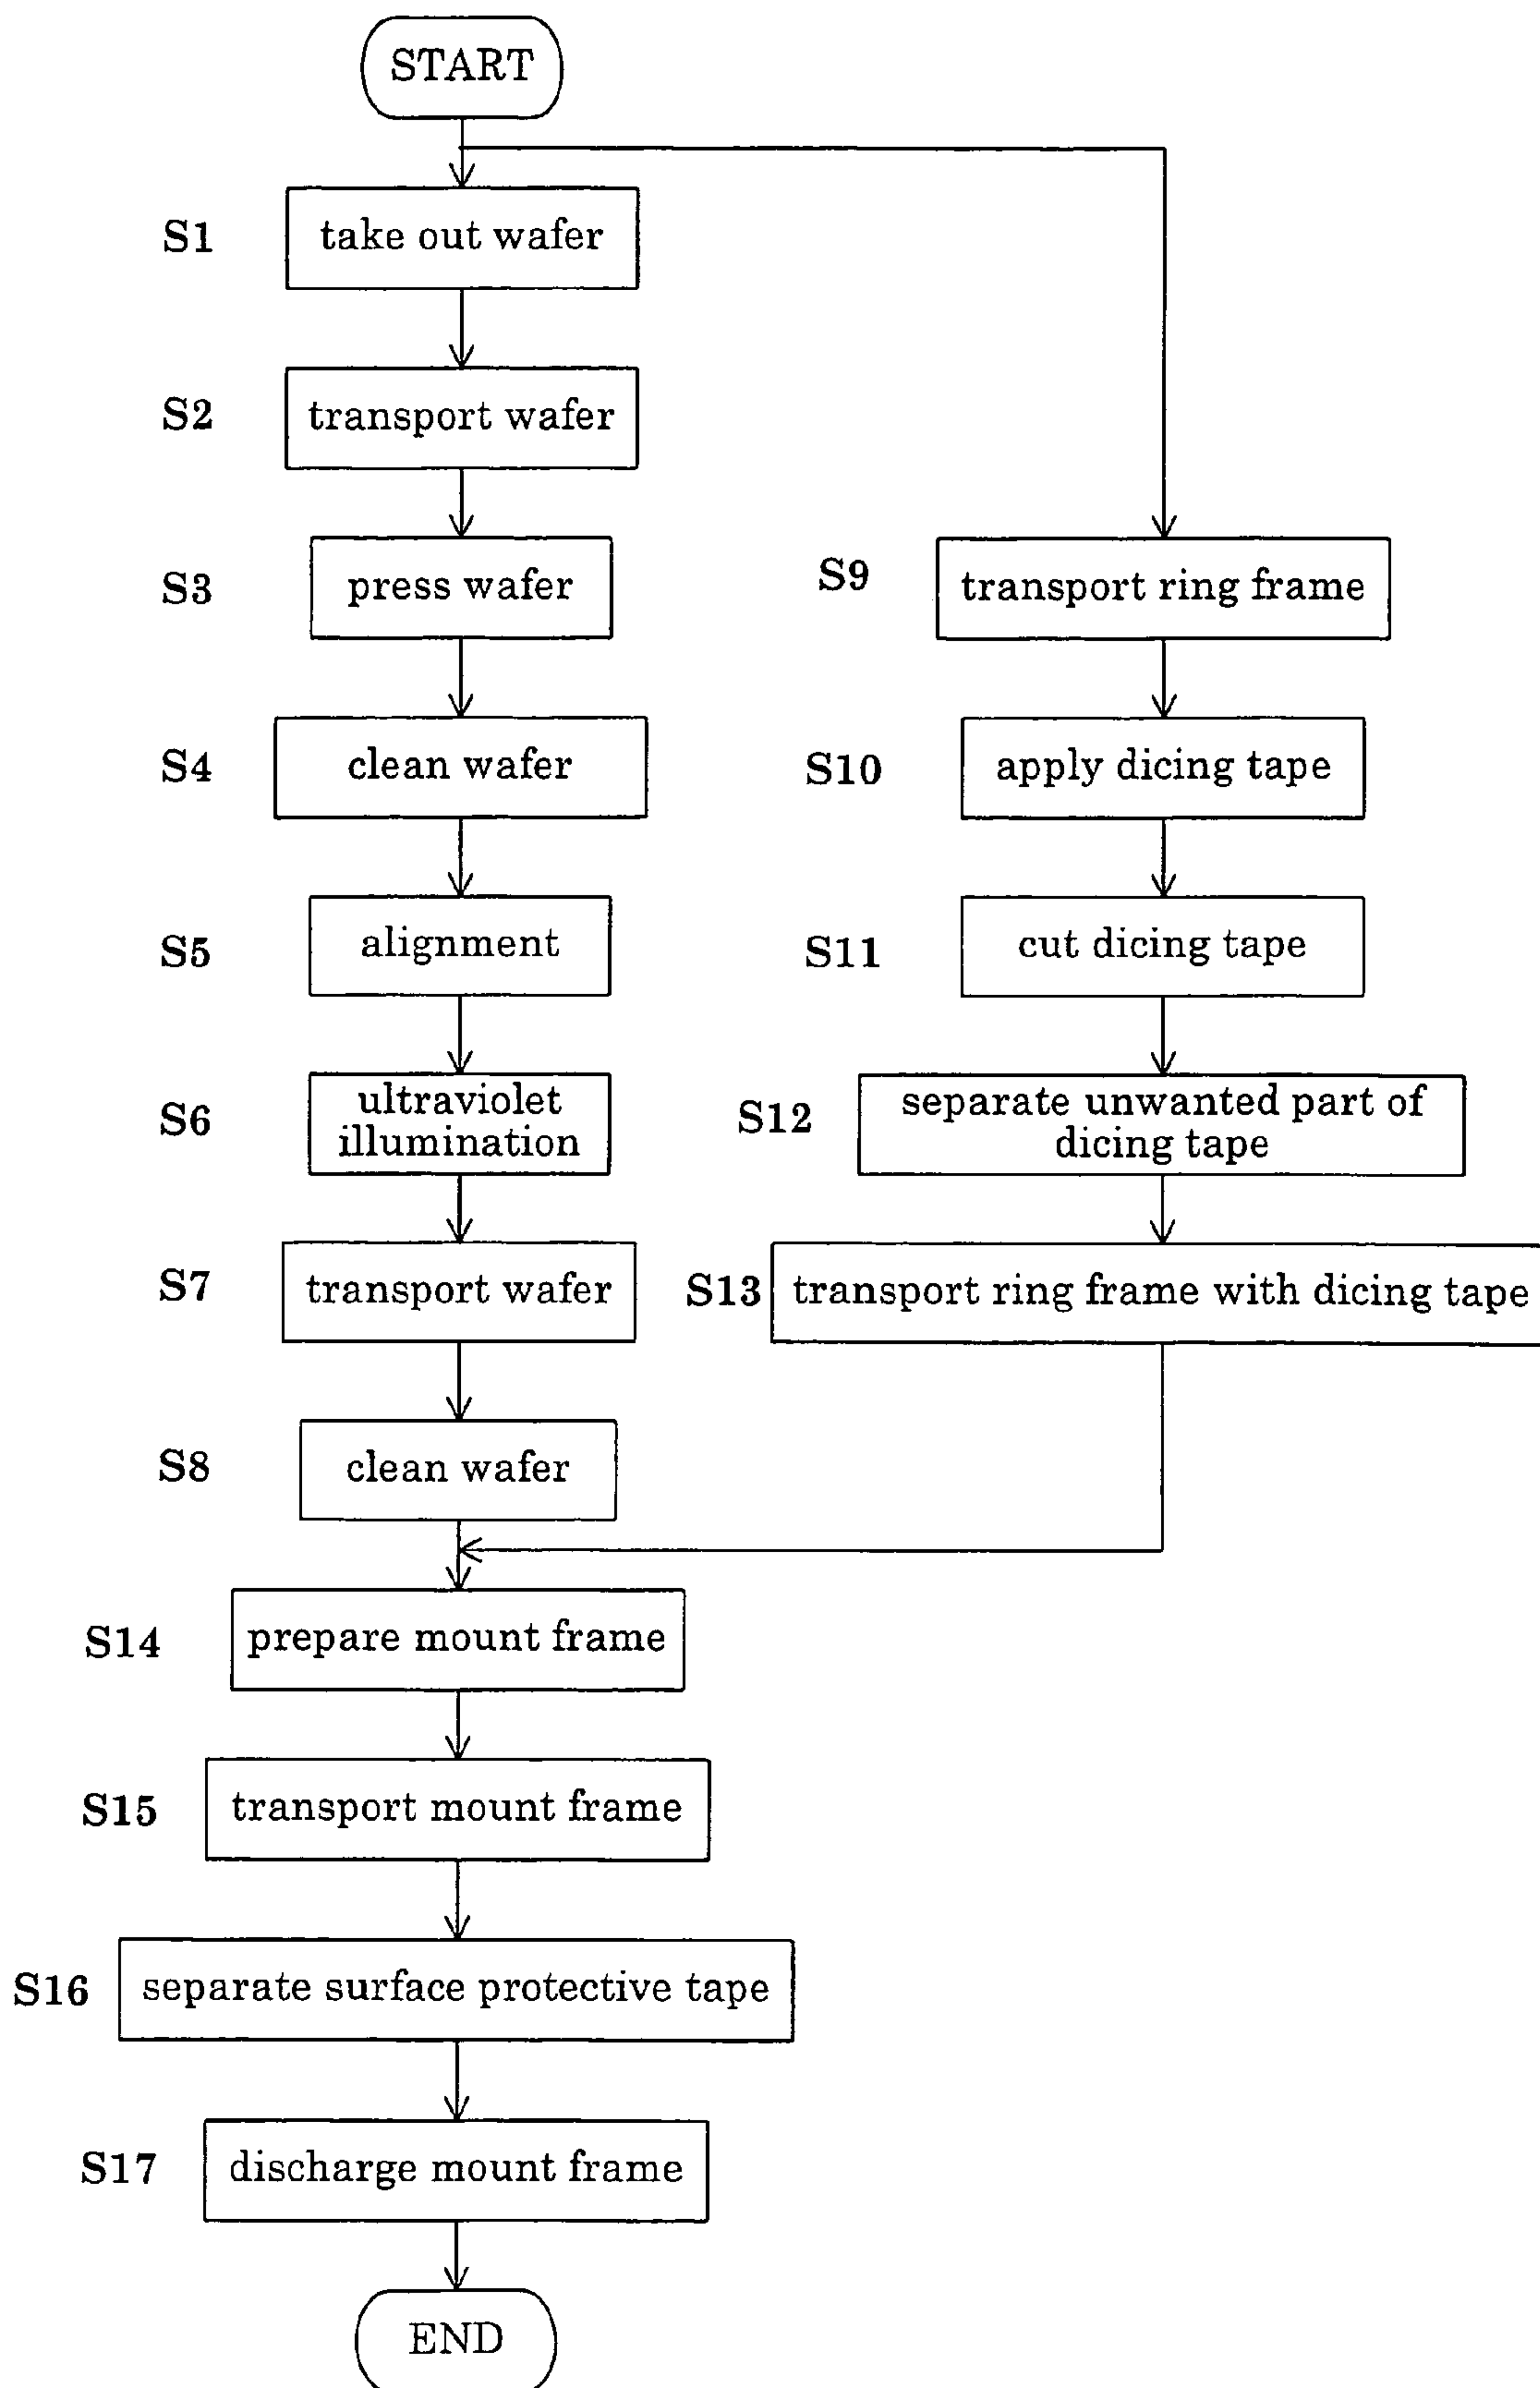 START
S1 take out wafer
S2 transport wafer
S3 press wafer
S4 clean wafer
S5 alignment
S6 ultraviolet
illumination
S7 transport wafer
S8 clean wafer
S9 transport ring frame
S10 apply dicing tape
S11 cut dicing tape
S12 separate unwanted part of
dicing tape
S13 transport ring frame with dicing tape
S14 prepare mount frame
S15 transport mount frame
S16 separate surface protective tape
S17 discharge mount frame
END